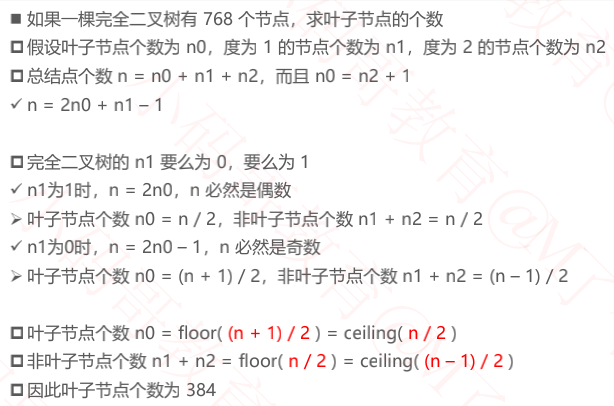 ■ 如果一棵完全二叉树有 768 个节点，求叶子节点的个数
❑ 假设叶子节点个数为 n0，度为 1 的节点个数为 n1，度为 2 的节点个数为 n2
❑ 总结点个数 n = n0 + n1 + n2，而且 n0 = n2 + 1
✓ n = 2n0 + n1 – 1
❑ 完全二叉树的 n1 要么为 0，要么为 1
✓ n1为1时，n = 2n0，n 必然是偶数
➢ 叶子节点个数 n0 = n / 2，非叶子节点个数 n1 + n2 = n / 2
✓ n1为0时，n = 2n0 – 1，n 必然是奇数
➢ 叶子节点个数 n0 = (n + 1) / 2，非叶子节点个数 n1 + n2 = (n – 1) / 2
❑ 叶子节点个数 n0 = floor( (n + 1) / 2 ) = ceiling( n / 2 )
❑ 非叶子节点个数 n1 + n2 = floor( n / 2 ) = ceiling( (n – 1) / 2 )
❑ 因此叶子节点个数为 384
小码哥教育@M了